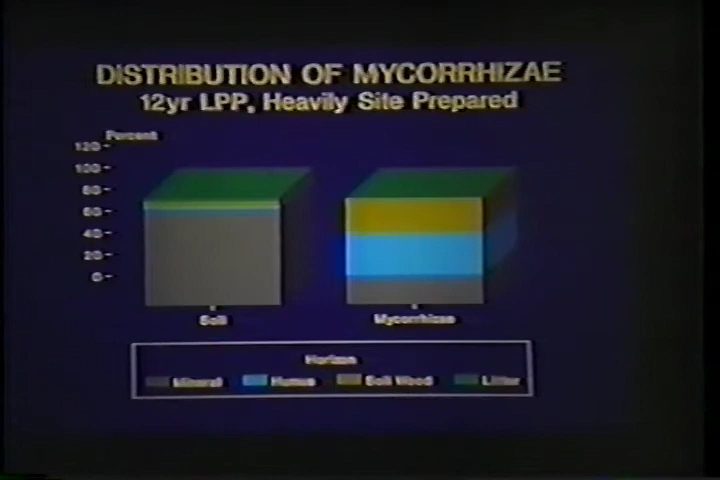 DISTRIBUTION OF MYCORRHIZAE
12yr LPP, Heavily Site Prepared
Percent
120
100
80
60
40
20
0
Soil Mycorrhizae
Horizon
Mineral Humus Soil Wood Litter